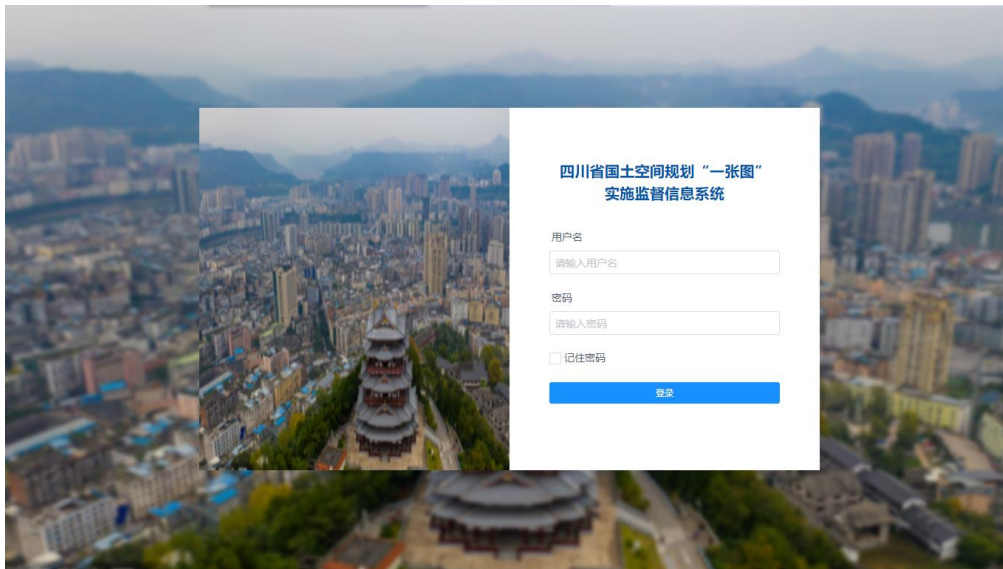 四川省国土空间规划“一张图”
实施监督信息系统
用户名
请输入用户名
密码
请输入密码
记住密码
登录